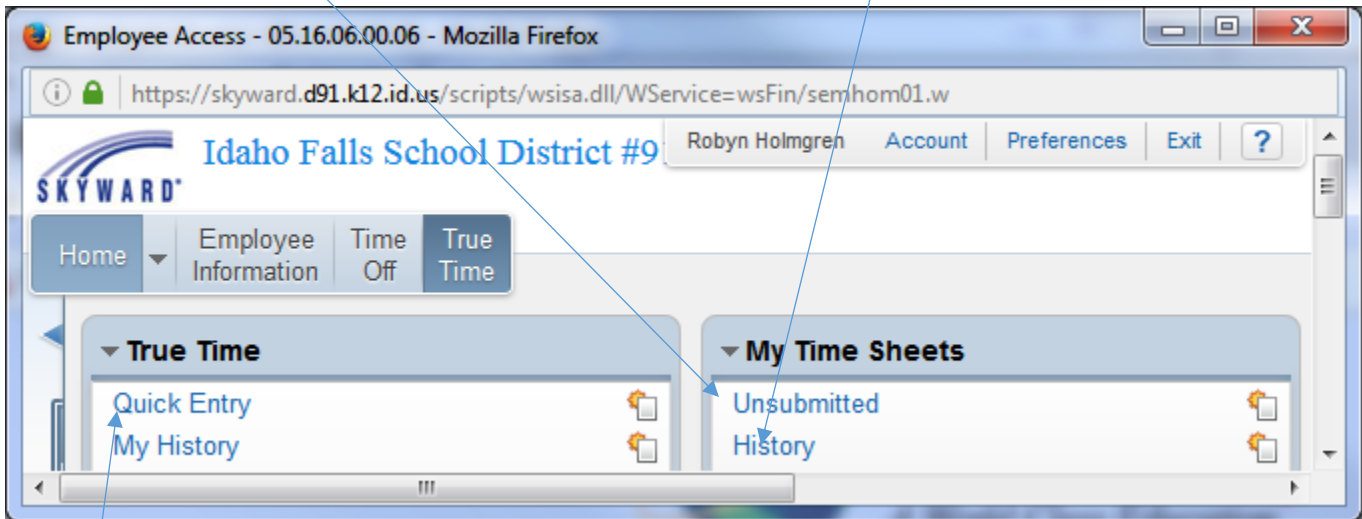 Employee Access - 05.16.06.00.06 - Mozilla Firefox
https://skyward.d91.k12.id.us/scripts/wsisa.dll/WService=wsFin/semhom01.w
SKYWARD
Idaho Falls School District #9
Robyn Holmgren Account Preferences Exit ?
Home
Employee Information
Time Off
True Time
True Time
Quick Entry
My History
My Time Sheets
Unsubmitted
History